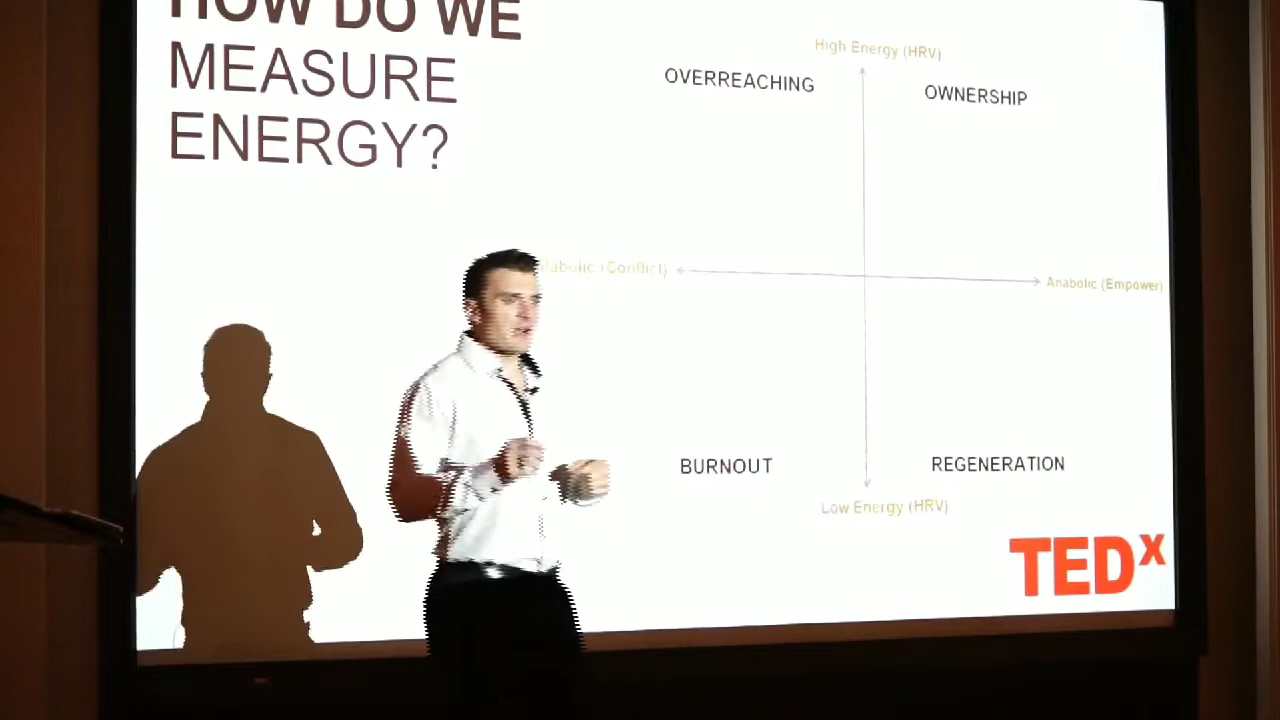 HOW DO WE
MEASURE
ENERGY?
High Energy (HRV)
OVERREACHING
OWNERSHIP
(Conflict)
Anabolic (Empower)
BURNOUT
REGENERATION
Low Energy (HRV)
TEDx